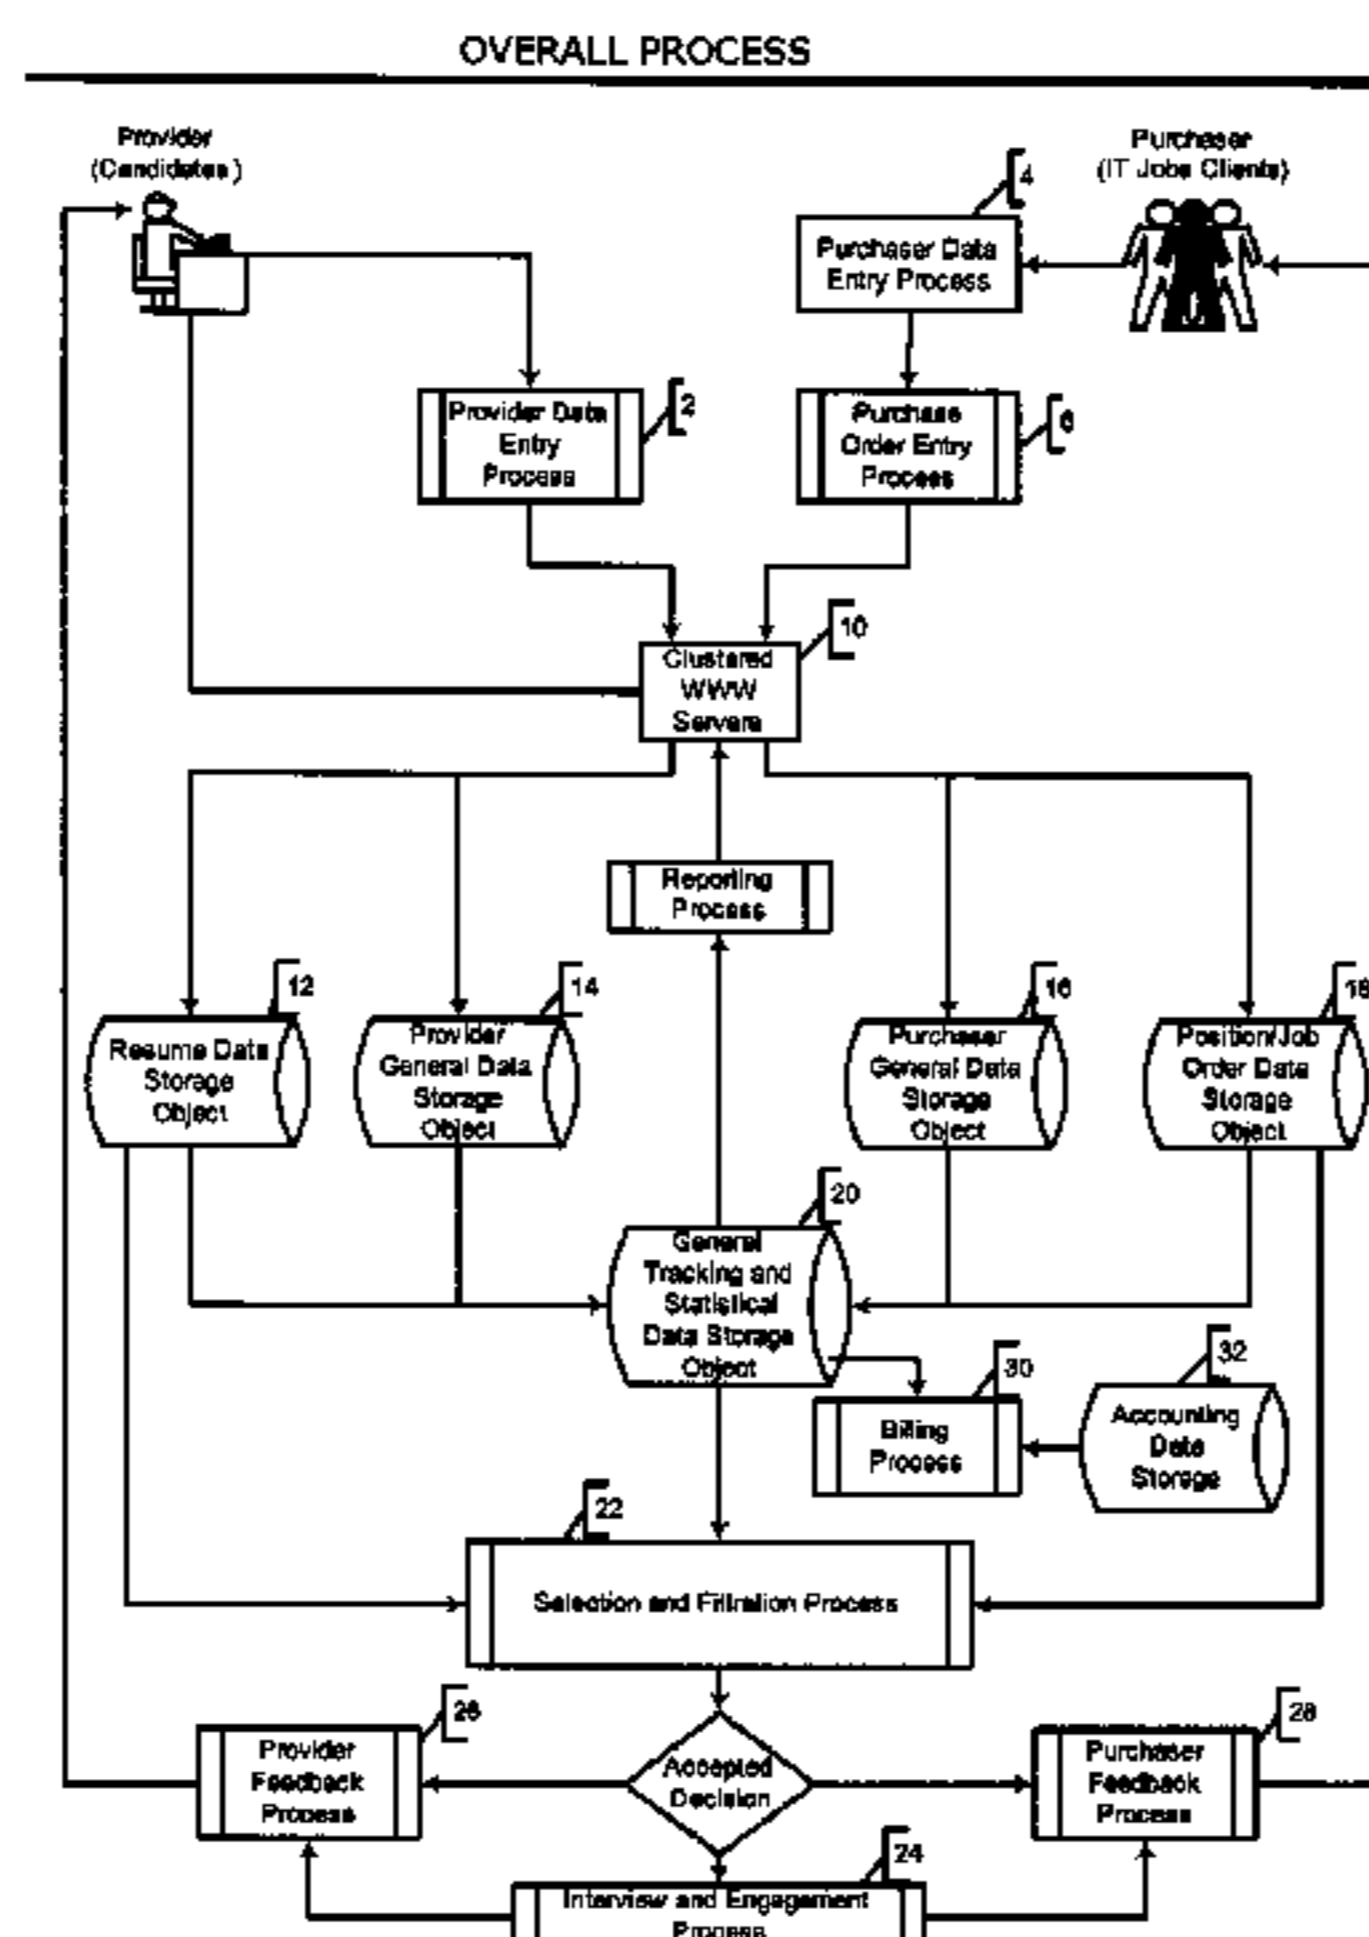 OVERALL PROCESS
Provider
(Candidates)
Purchaser
(IT Jobs Clients)
4
Purchaser Data
Entry Process
Provider Data
Entry
Process
2
Purchase
Order Entry
Process
6
10
Clustered
WWW
Servers
Reporting
Process
12
Resume Data
Storage
Object
14
Provider
General Data
Storage
Object
16
Purchaser
General Data
Storage
Object
18
Position/Job
Order Data
Storage
Object
20
General
Tracking and
Statistical
Data Storage
Object
30
Billing
Process
32
Accounting
Data
Storage
22
Selection and Filtration Process
26
Provider
Feedback
Process
Accepted
Decision
28
Purchaser
Feedback
Process
24
Interview and Engagement
Process